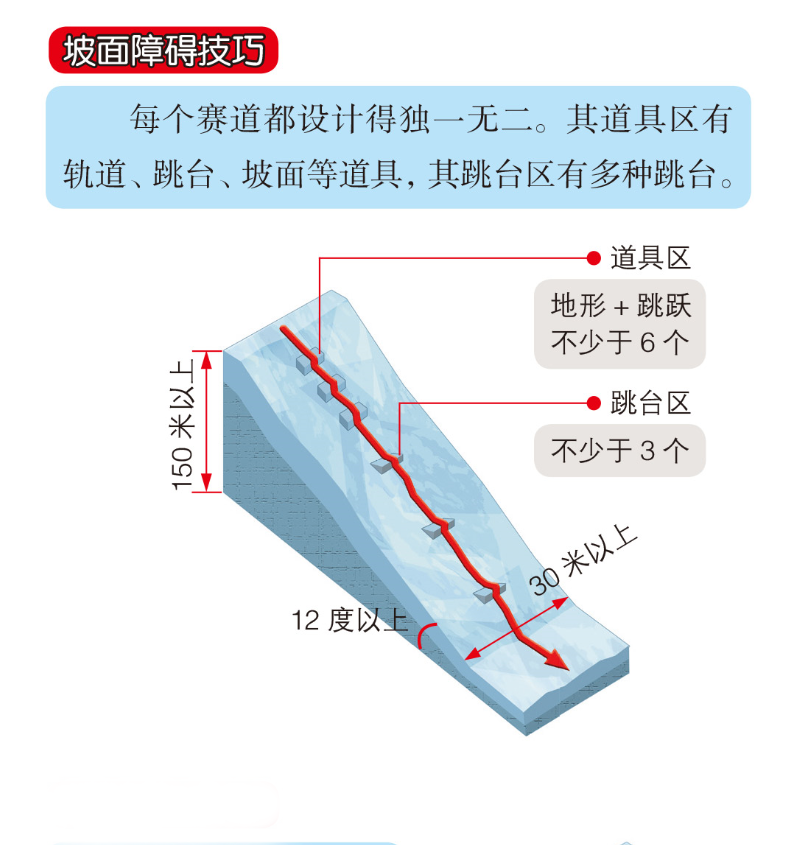 坡面障碍技巧
每个赛道都设计得独一无二。其道具区有
轨道、跳台、坡面等道具，其跳台区有多种跳台。
道具区
地形 + 跳跃
不少于 6 个
跳台区
不少于 3 个
150 米以上
30 米以上
12 度以上